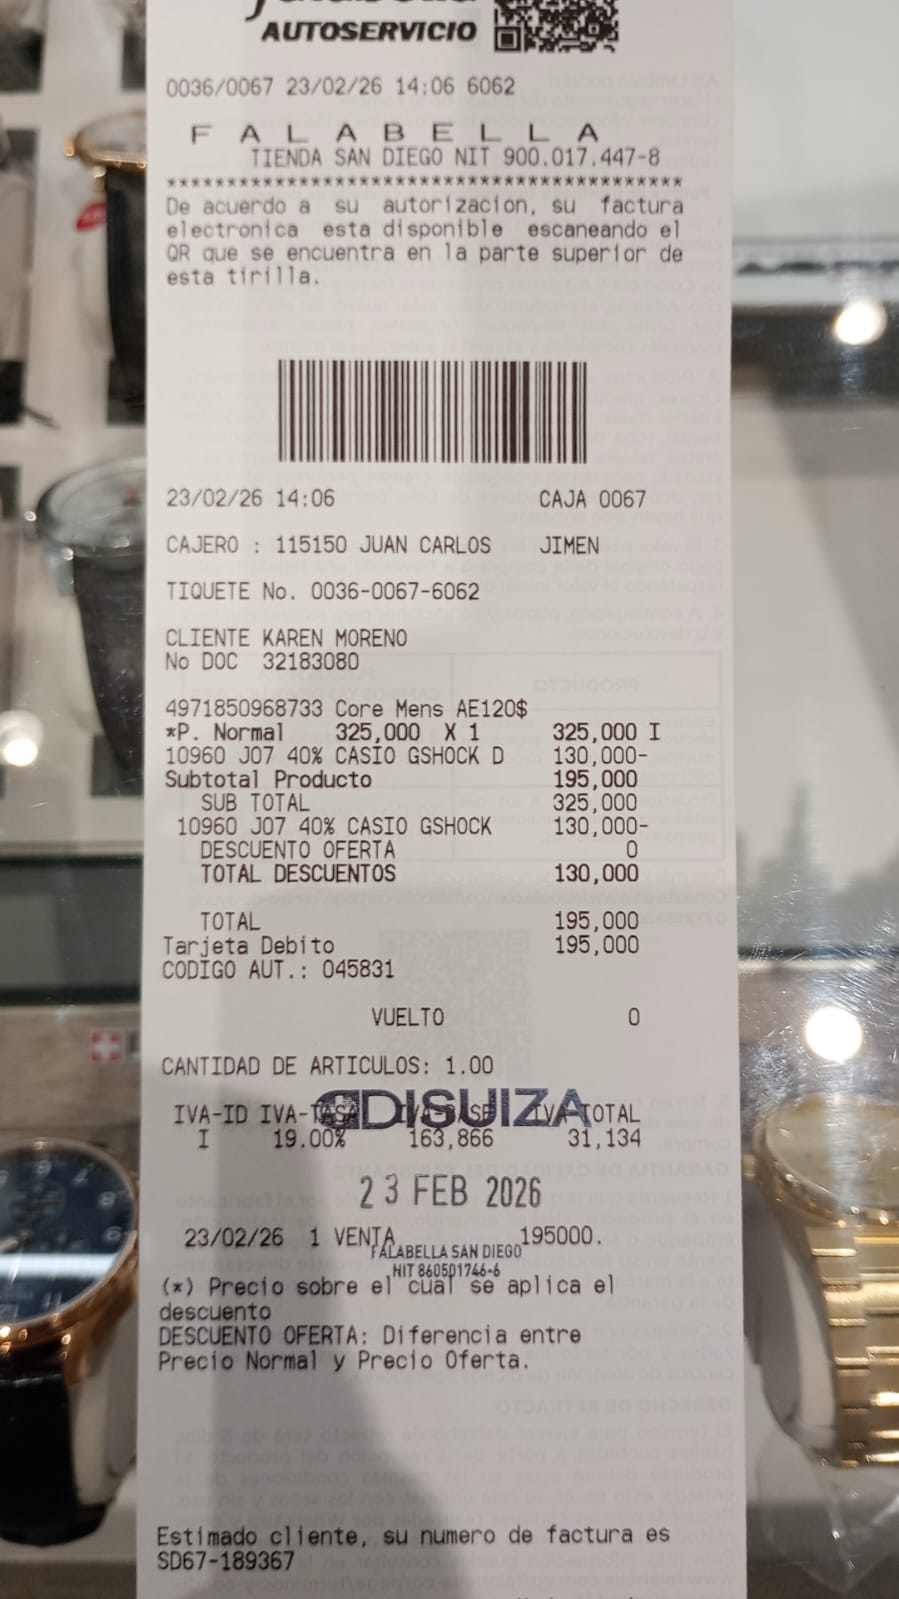 AUTOSERVICIO
0036/0067 23/02/26 14:06 6062
F A L A B E L L A
TIENDA SAN DIEGO NIT 900.017.447-8
*******************************************
De acuerdo a su autorizacion, su factura
electronica esta disponible escaneando el
QR que se encuentra en la parte superior de
esta tirilla.
23/02/26 14:06 CAJA 0067
CAJERO : 115150 JUAN CARLOS JIMEN
TIQUETE No. 0036-0067-6062
CLIENTE KAREN MORENO
No DOC 32183080
4971850968733 Core Mens AE120$
*P. Normal 325,000 X 1 325,000 I
10960 J07 40% CASIO GSHOCK D 130,000-
Subtotal Producto 195,000
SUB TOTAL 325,000
10960 J07 40% CASIO GSHOCK 130,000-
DESCUENTO OFERTA 0
TOTAL DESCUENTOS 130,000
TOTAL 195,000
Tarjeta Debito 195,000
CODIGO AUT.: 045831
VUELTO 0
CANTIDAD DE ARTICULOS: 1.00
DISUIZA
IVA-ID IVA-TASA IVA-BASE IVA-TOTAL
I 19.00% 163,866 31,134
23 FEB 2026
23/02/26 1 VENTA 195000.
FALABELLA SAN DIEGO
NIT 860501746-6
(*) Precio sobre el cual se aplica el
descuento
DESCUENTO OFERTA: Diferencia entre
Precio Normal y Precio Oferta.
Estimado cliente, su numero de factura es
SD67-189367